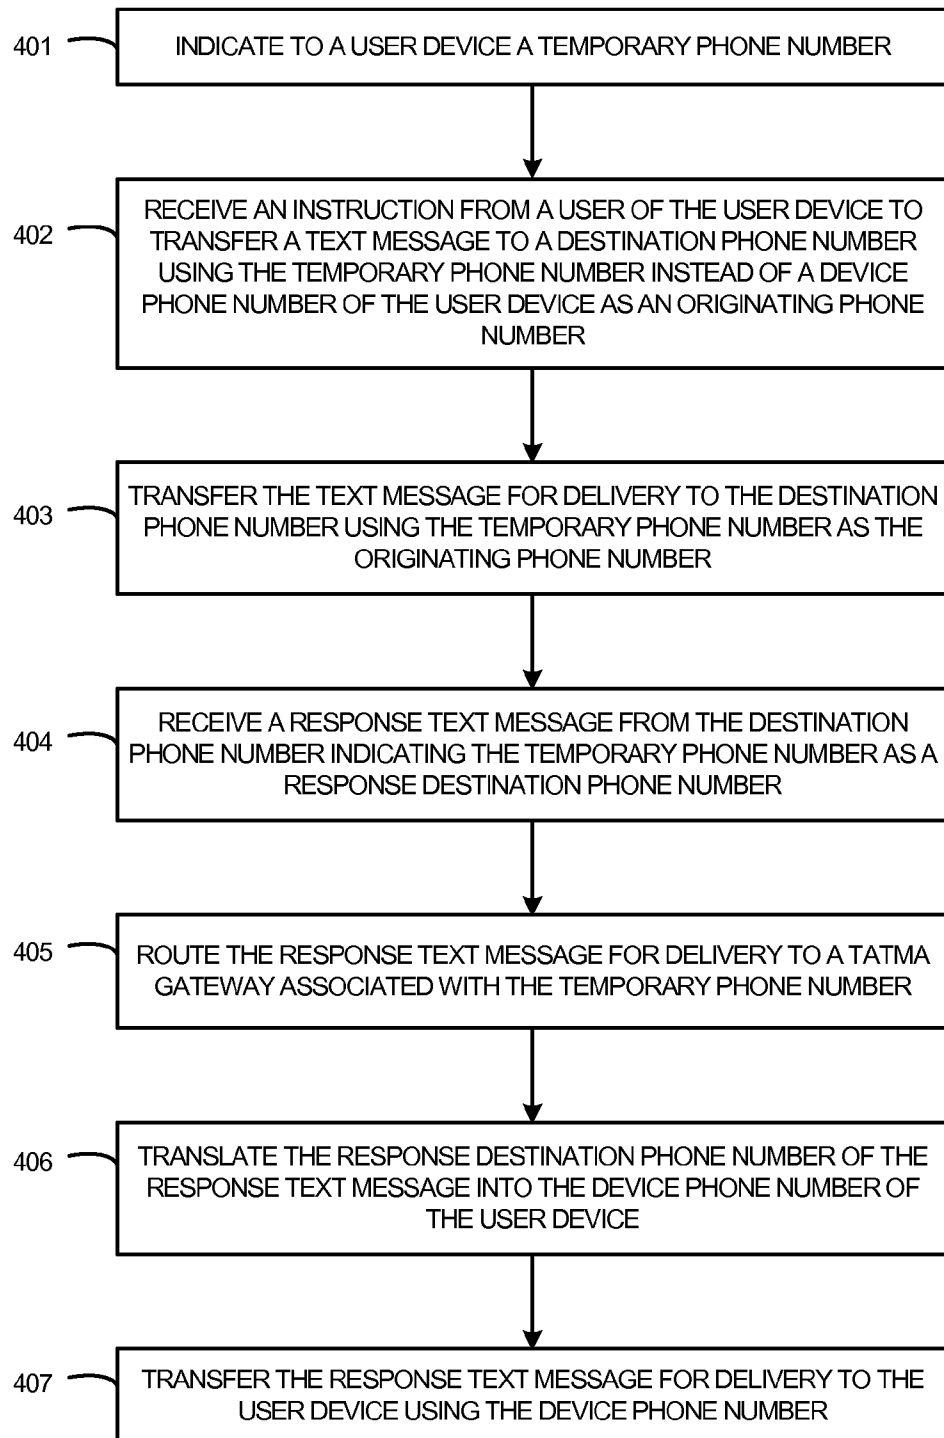 401
INDICATE TO A USER DEVICE A TEMPORARY PHONE NUMBER
402
RECEIVE AN INSTRUCTION FROM A USER OF THE USER DEVICE TO
TRANSFER A TEXT MESSAGE TO A DESTINATION PHONE NUMBER
USING THE TEMPORARY PHONE NUMBER INSTEAD OF A DEVICE
PHONE NUMBER OF THE USER DEVICE AS AN ORIGINATING PHONE
NUMBER
403
TRANSFER THE TEXT MESSAGE FOR DELIVERY TO THE DESTINATION
PHONE NUMBER USING THE TEMPORARY PHONE NUMBER AS THE
ORIGINATING PHONE NUMBER
404
RECEIVE A RESPONSE TEXT MESSAGE FROM THE DESTINATION
PHONE NUMBER INDICATING THE TEMPORARY PHONE NUMBER AS A
RESPONSE DESTINATION PHONE NUMBER
405
ROUTE THE RESPONSE TEXT MESSAGE FOR DELIVERY TO A TATMA
GATEWAY ASSOCIATED WITH THE TEMPORARY PHONE NUMBER
406
TRANSLATE THE RESPONSE DESTINATION PHONE NUMBER OF THE
RESPONSE TEXT MESSAGE INTO THE DEVICE PHONE NUMBER OF
THE USER DEVICE
407
TRANSFER THE RESPONSE TEXT MESSAGE FOR DELIVERY TO THE
USER DEVICE USING THE DEVICE PHONE NUMBER